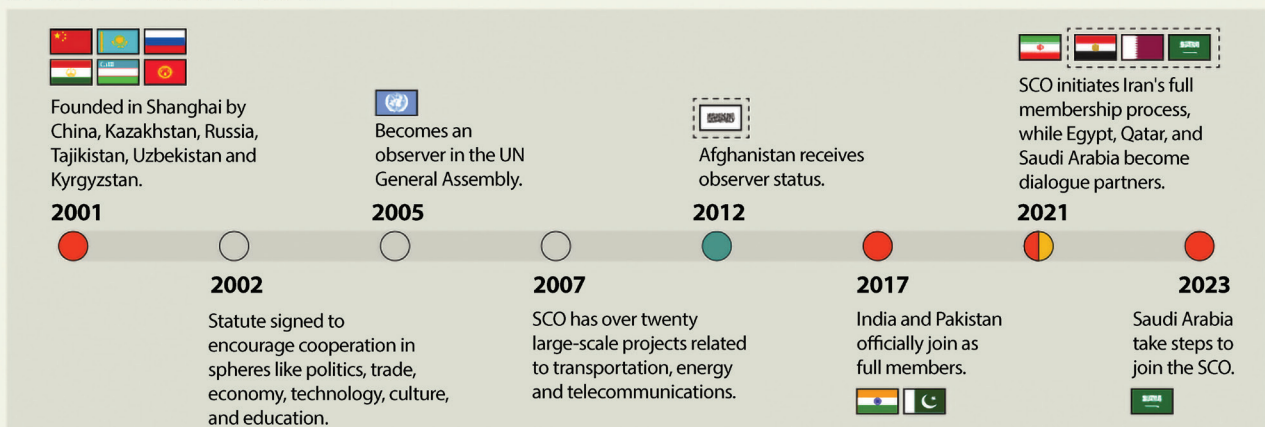 Founded in Shanghai by
China, Kazakhstan, Russia,
Tajikistan, Uzbekistan and
Kyrgyzstan.
2001
2002
Statute signed to
encourage cooperation in
spheres like politics, trade,
economy, technology, culture,
and education.
Becomes an
observer in the UN
General Assembly.
2005
2007
SCO has over twenty
large-scale projects related
to transportation, energy
and telecommunications.
Afghanistan receives
observer status.
2012
2017
India and Pakistan
officially join as
full members.
SCO initiates Iran's full
membership process,
while Egypt, Qatar, and
Saudi Arabia become
dialogue partners.
2021
2023
Saudi Arabia
take steps to
join the SCO.